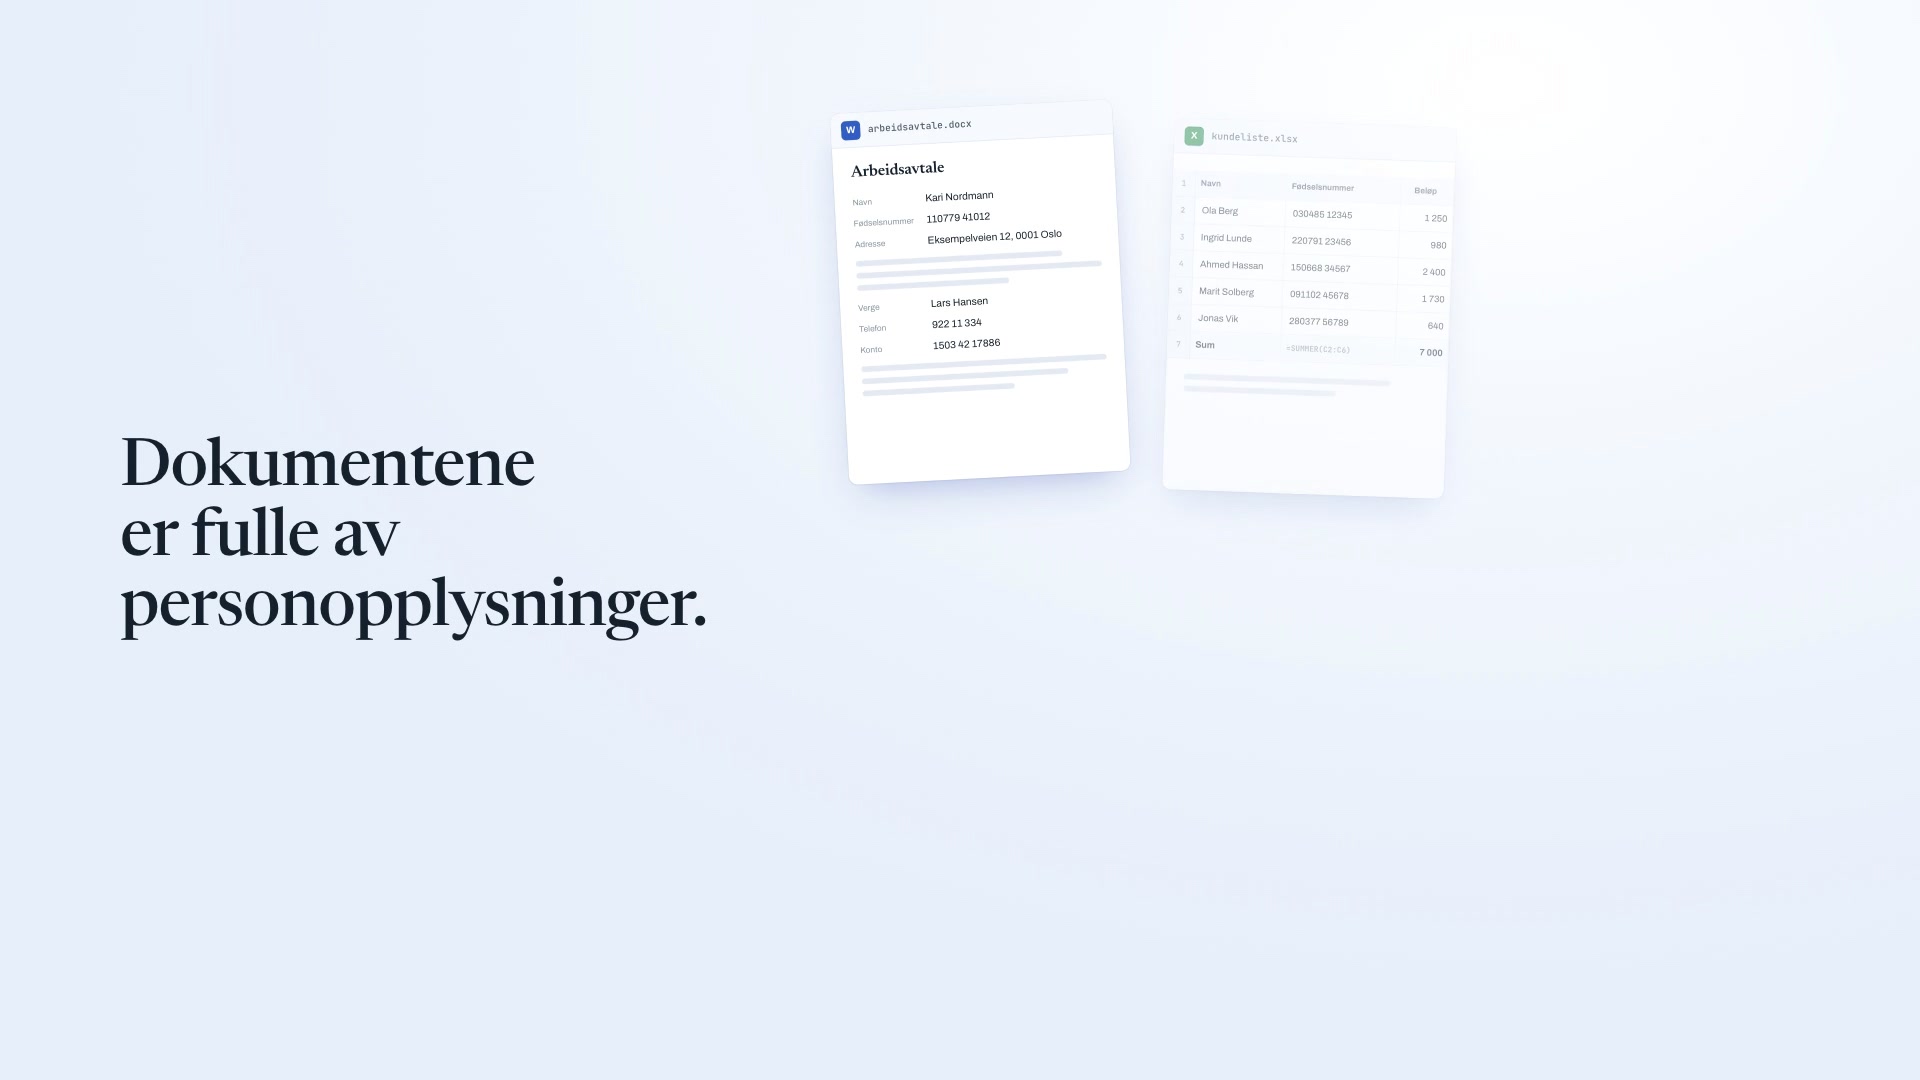 Dokumentene
er fulle av
personopplysninger.
W arbeidsavtale.docx
Arbeidsavtale
Navn Kari Nordmann
Fødselsnummer 110779 41012
Adresse Eksempelveien 12, 0001 Oslo
Verge Lars Hansen
Telefon 922 11 334
Konto 1503 42 17886
X kundeliste.xlsx
1 Navn Fødselsnummer Beløp
2 Ola Berg 030485 12345 1 250
3 Ingrid Lunde 220791 23456 980
4 Ahmed Hassan 150668 34567 2 400
5 Marit Solberg 091102 45678 1 730
6 Jonas Vik 280377 56789 640
7 Sum =SUMMER(C2:C6) 7 000